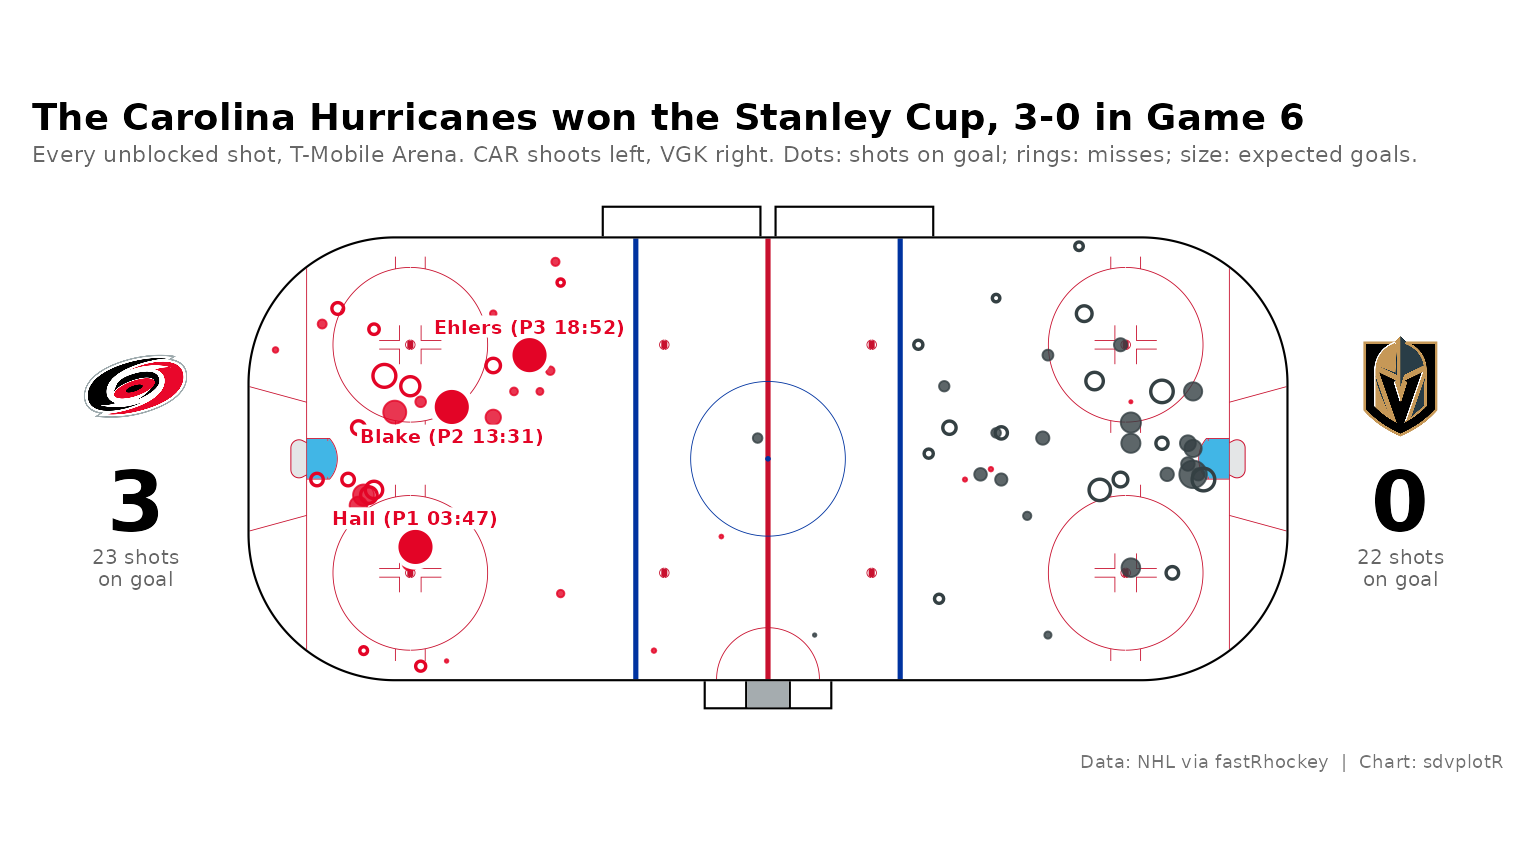 The Carolina Hurricanes won the Stanley Cup, 3-0 in Game 6
Every unblocked shot, T-Mobile Arena. CAR shoots left, VGK right. Dots: shots on goal; rings: misses; size: expected goals.
Ehlers (P3 18:52)
Blake (P2 13:31)
Hall (P1 03:47)
3
23 shots
on goal
0
22 shots
on goal
Data: NHL via fastRhockey | Chart: sdvplotR